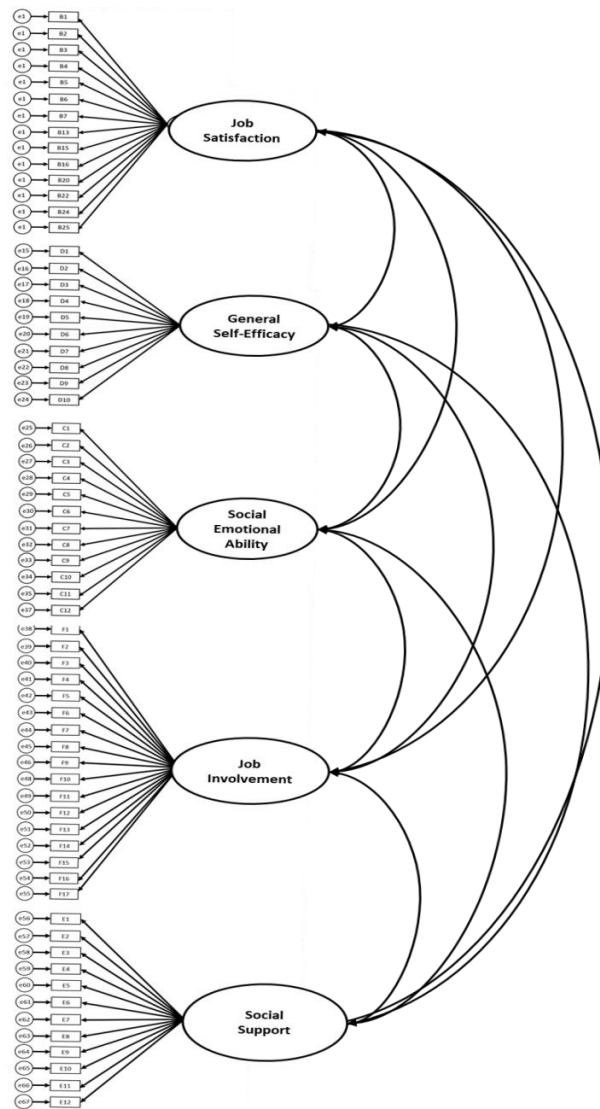 e1 B1
e1 B2
e1 B3
e1 B4
e1 B5
e1 B6
e1 B7
e1 B13
e1 B15
e1 B16
e1 B20
e1 B22
e1 B24
e1 B25
Job
Satisfaction
e15 D1
e16 D2
e17 D3
e18 D4
e19 D5
e20 D6
e21 D7
e22 D8
e23 D9
e24 D10
General
Self-Efficacy
e25 C1
e26 C2
e27 C3
e28 C4
e29 C5
e30 C6
e31 C7
e32 C8
e33 C9
e34 C10
e35 C11
e37 C12
Social
Emotional
Ability
e38 F1
e39 F2
e40 F3
e41 F4
e42 F5
e43 F6
e44 F7
e45 F8
e46 F9
e48 F10
e49 F11
e50 F12
e51 F13
e52 F14
e53 F15
e54 F16
e55 F17
Job
Involvement
e56 E1
e57 E2
e58 E3
e59 E4
e60 E5
e61 E6
e62 E7
e63 E8
e64 E9
e65 E10
e66 E11
e67 E12
Social
Support